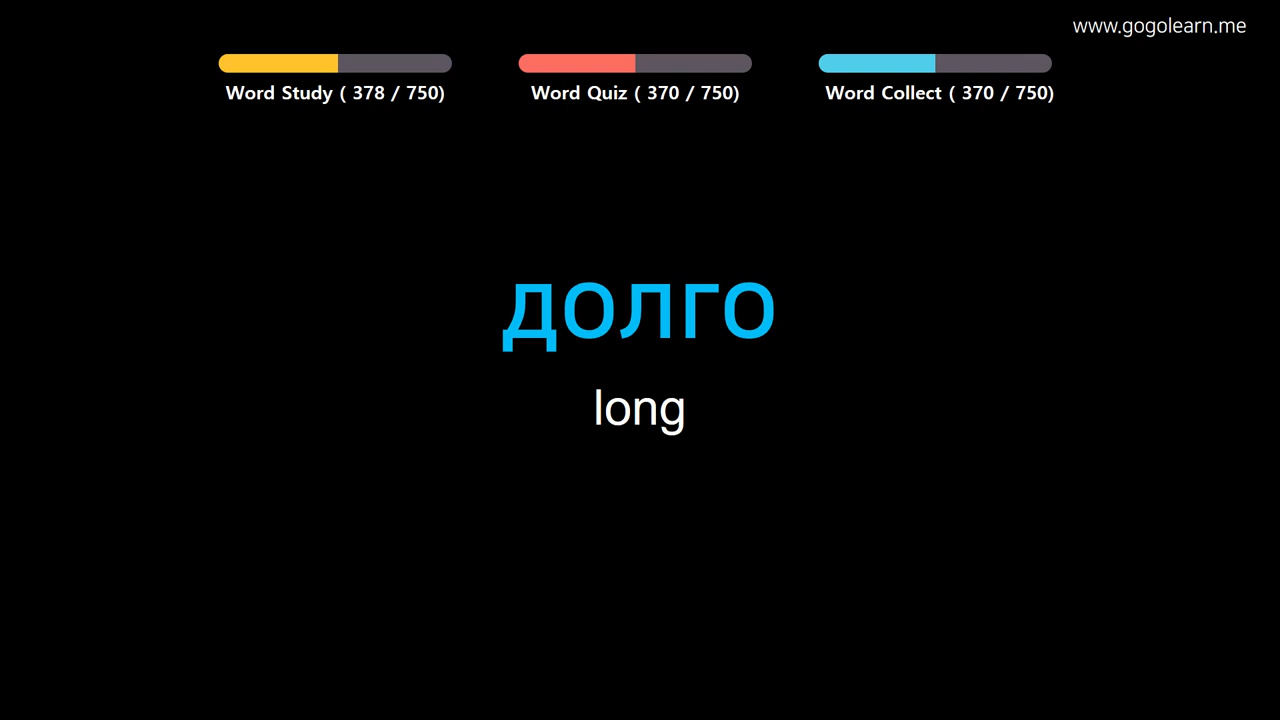 www.gogolearn.me
Word Study ( 378 / 750)
Word Quiz ( 370 / 750)
Word Collect ( 370 / 750)
долго
long